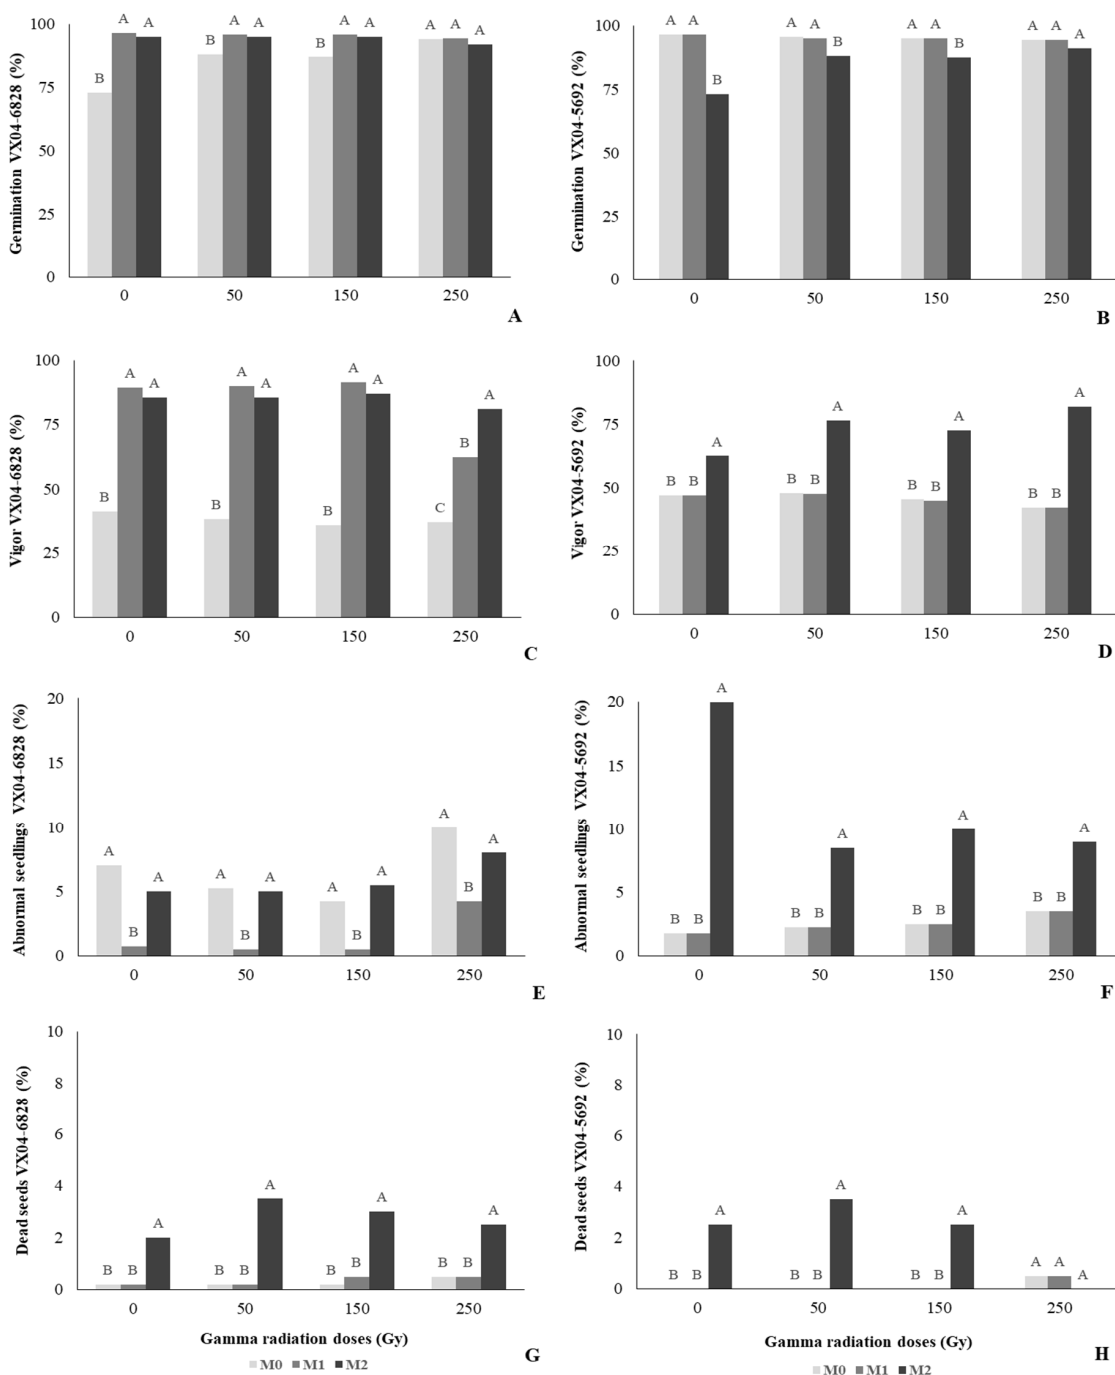 Germination VX04-6828 (%)
100
75
50
25
0
B A A
B A A
B A A
A A A
0 50 150 250
A
Germination VX04-5692 (%)
100
75
50
25
0
A A B
A A B
A A B
A A A
0 50 150 250
B
Vigor VX04-6828 (%)
100
75
50
25
0
B A A
B A A
B A A
C B A
0 50 150 250
C
Vigor VX04-5692 (%)
100
75
50
25
0
B B A
B B A
B B A
B B A
0 50 150 250
D
Abnormal seedlings VX04-6828 (%)
20
15
10
5
0
A B A
A B A
A B A
A B A
0 50 150 250
E
Abnormal seedlings VX04-5692 (%)
20
15
10
5
0
B B A
B B A
B B A
B B A
0 50 150 250
F
Dead seeds VX04-6828 (%)
10
8
6
4
2
0
B B A
B B A
B B A
B B A
0 50 150 250
Gamma radiation doses (Gy)
M0 M1 M2
G
Dead seeds VX04-5692 (%)
10
8
6
4
2
0
B B A
B B A
B B A
A A A
0 50 150 250
Gamma radiation doses (Gy)
M0 M1 M2
H